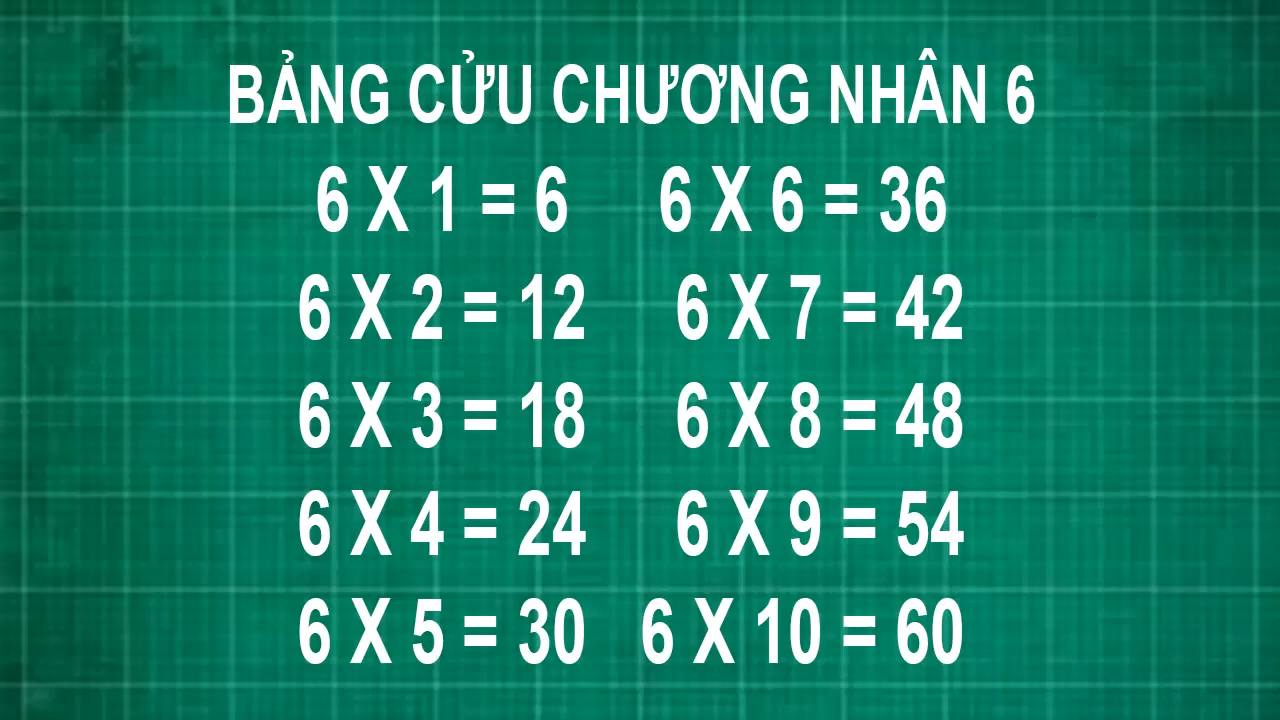 BẢNG CỬU CHƯƠNG NHÂN 6
6 X 1 = 6 6 X 6 = 36
6 X 2 = 12 6 X 7 = 42
6 X 3 = 18 6 X 8 = 48
6 X 4 = 24 6 X 9 = 54
6 X 5 = 30 6 X 10 = 60